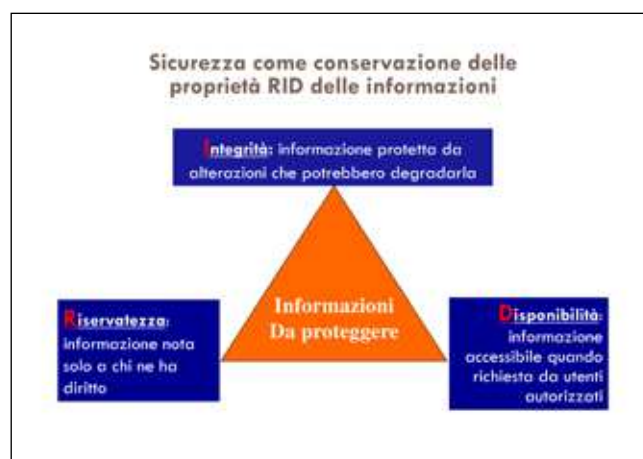 Sicurezza come conservazione delle
proprietà RID delle informazioni
Integrità: informazione protetta da
alterazioni che potrebbero degradarla
Informazioni
Da proteggere
Riservatezza:
informazione nota
solo a chi ne ha
diritto
Disponibilità:
informazione
accessibile quando
richiesta da utenti
autorizzati